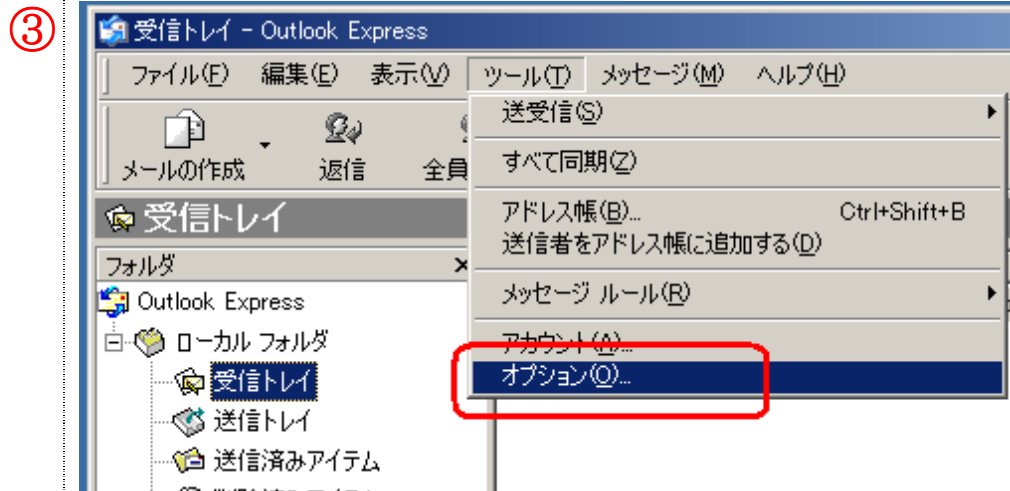 ③
受信トレイ - Outlook Express
ファイル(F) 編集(E) 表示(V) ツール(T) メッセージ(M) ヘルプ(H)
送受信(S)
すべて同期(Z)
アドレス帳(B)... Ctrl+Shift+B
送信者をアドレス帳に追加する(D)
メッセージ ルール(R)
アカウント(A)...
オプション(O)...
メールの作成 返信 全員
受信トレイ
フォルダ
Outlook Express
ローカル フォルダ
受信トレイ
送信トレイ
送信済みアイテム